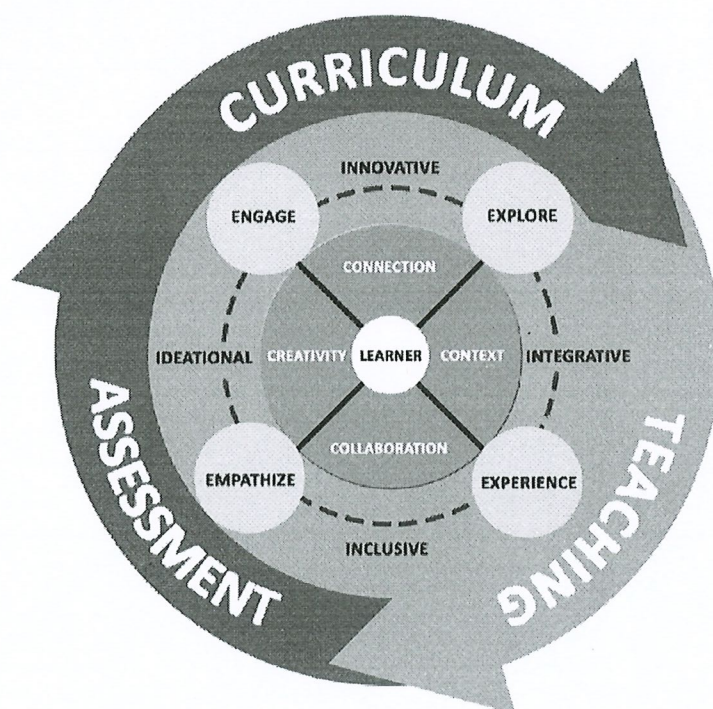 CURRICULUM
INNOVATIVE
ENGAGE
EXPLORE
CONNECTION
IDEATIONAL
CREATIVITY
LEARNER
CONTEXT
INTEGRATIVE
COLLABORATION
EMPATHIZE
EXPERIENCE
INCLUSIVE
ASSESSMENT
TEACHING